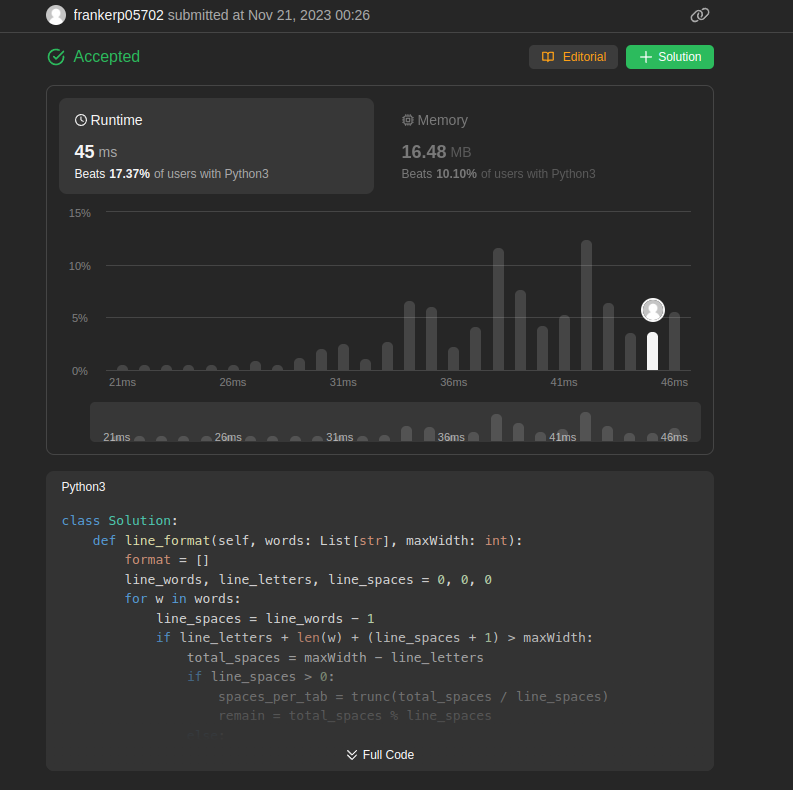 frankerp05702 submitted at Nov 21, 2023 00:26
Accepted
Editorial
Solution
Runtime
45 ms
Beats 17.37% of users with Python3
Memory
16.48 MB
Beats 10.10% of users with Python3
15%
10%
5%
0%
21ms 26ms 31ms 36ms 41ms 46ms
21ms 26ms 31ms 36ms 41ms 46ms
Python3
class Solution:
    def line_format(self, words: List[str], maxWidth: int):
        format = []
        line_words, line_letters, line_spaces = 0, 0, 0
        for w in words:
            line_spaces = line_words - 1
            if line_letters + len(w) + (line_spaces + 1) > maxWidth:
                total_spaces = maxWidth - line_letters
                if line_spaces > 0:
                    spaces_per_tab = trunc(total_spaces / line_spaces)
                    remain = total_spaces % line_spaces
Full Code